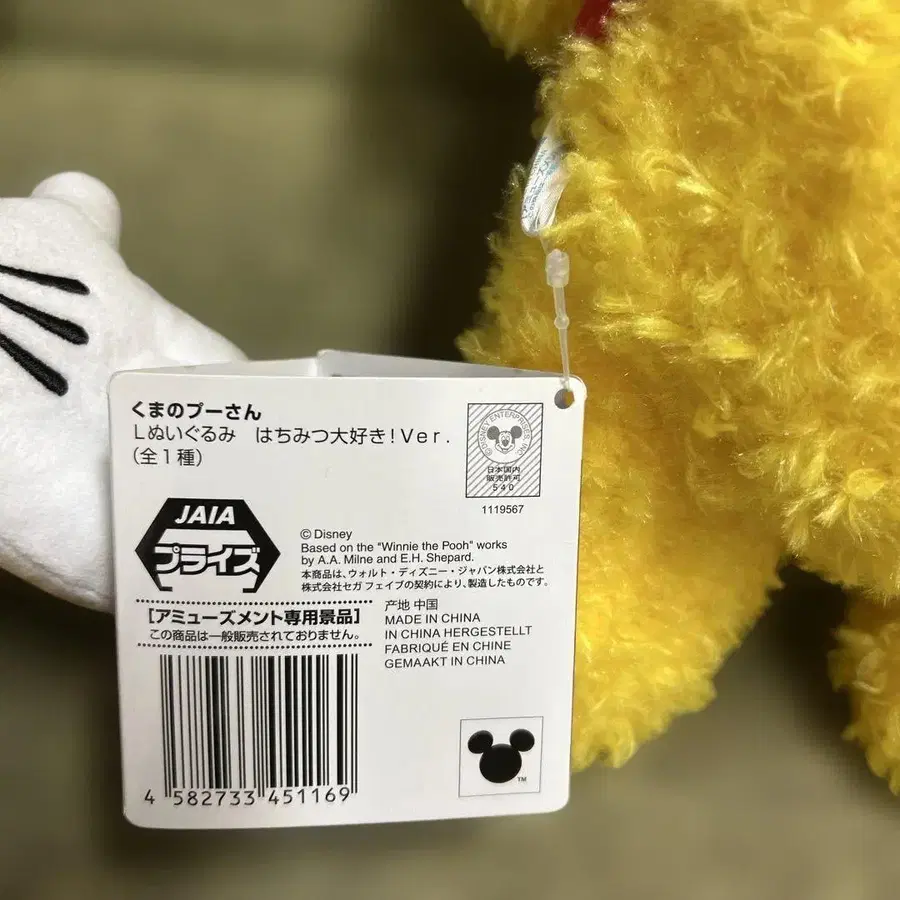 くまのプーさん
Lぬいぐるみ　はちみつ大好き！Ver.
(全1種)
DISNEY ENTERPRISES, INC.
日本国内
販売許可
540
1119567
JAIA
プライズ
©Disney
Based on the "Winnie the Pooh" works
by A.A. Milne and E.H. Shepard.
本商品は、ウォルト・ディズニー・ジャパン株式会社と
株式会社セガ フェイブの契約により、製造したものです。
[アミューズメント専用景品]
この商品は一般販売されておりません。
产地 中国
MADE IN CHINA
IN CHINA HERGESTELLT
FABRIQUÉ EN CHINE
GEMAAKT IN CHINA
4 582733 451169
TM